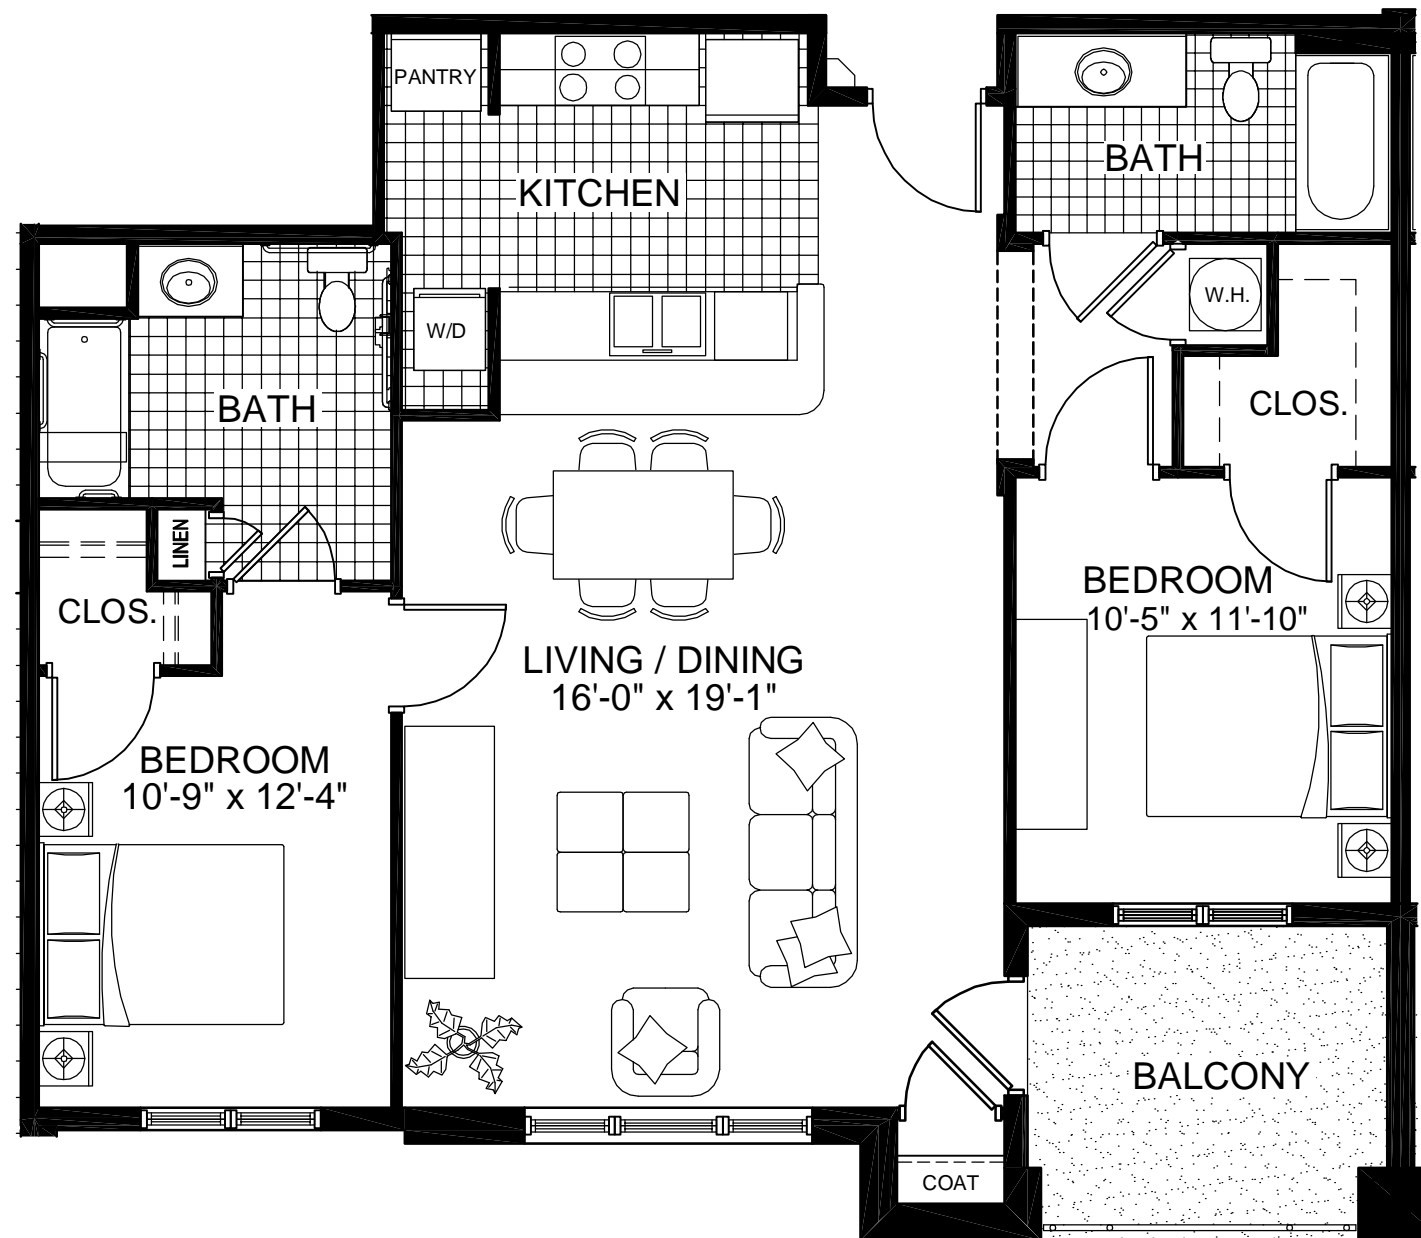 PANTRY
KITCHEN
BATH
W.H.
W/D
CLOS.
BATH
LINEN
CLOS.
BEDROOM
10'-5" x 11'-10"
LIVING / DINING
16'-0" x 19'-1"
BEDROOM
10'-9" x 12'-4"
BALCONY
COAT